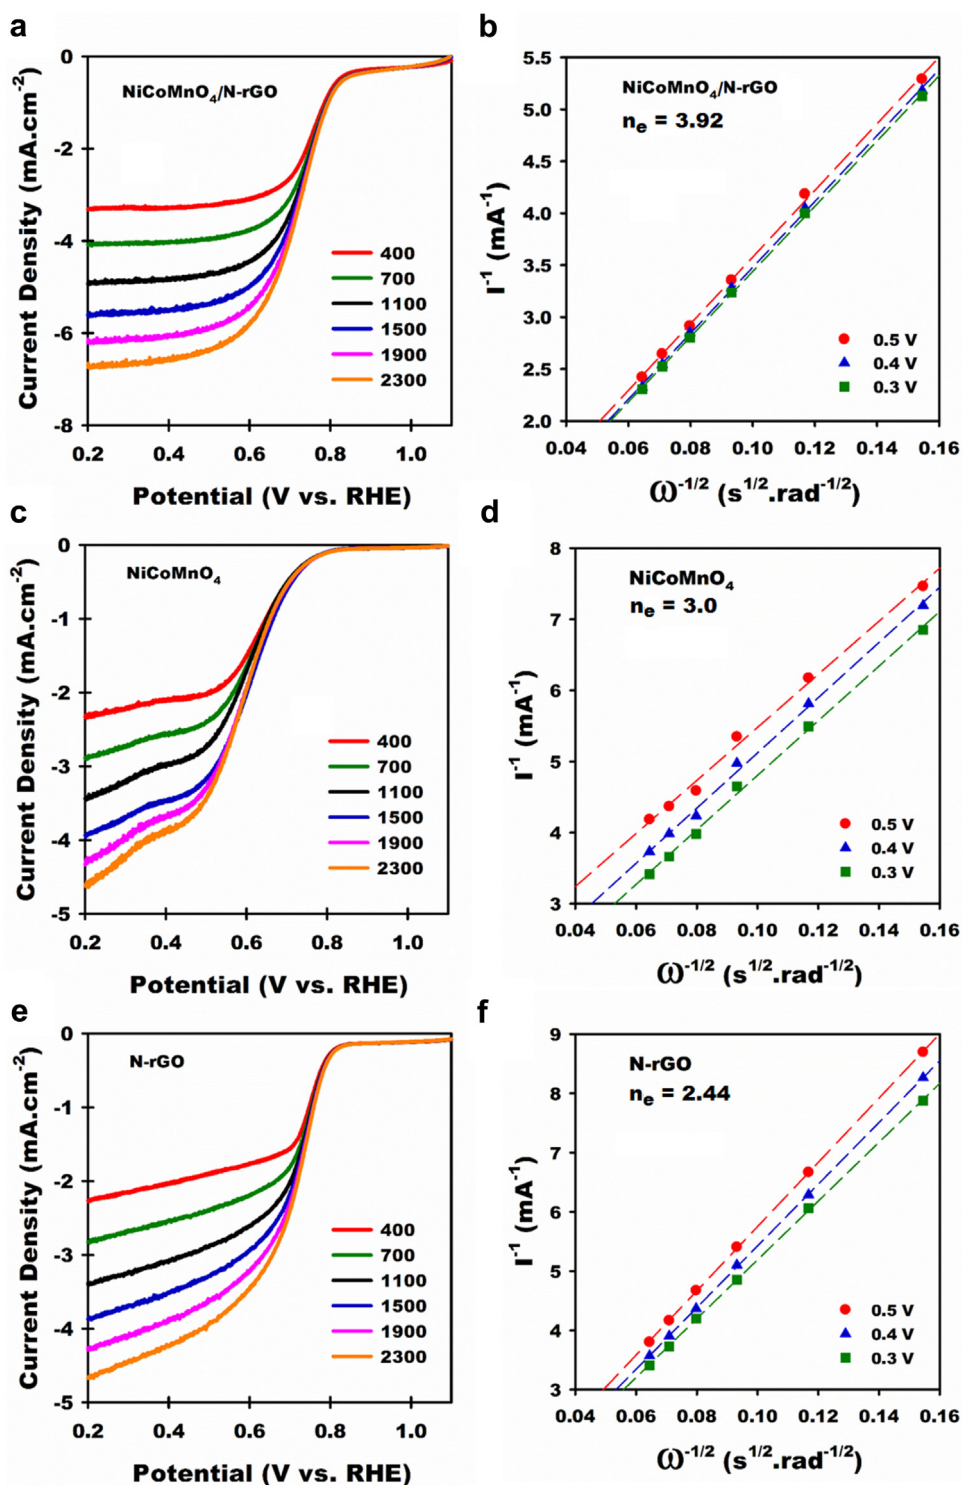 a
NiCoMnO4/N-rGO
0
-2
-4
-6
-8
400
700
1100
1500
1900
2300
0.2 0.4 0.6 0.8 1.0
Current Density (mA.cm-2)
Potential (V vs. RHE)
b
NiCoMnO4/N-rGO
ne = 3.92
5.5
5.0
4.5
4.0
3.5
3.0
2.5
2.0
0.5 V
0.4 V
0.3 V
0.04 0.06 0.08 0.10 0.12 0.14 0.16
I-1 (mA-1)
ω-1/2 (s1/2.rad-1/2)
c
NiCoMnO4
0
-1
-2
-3
-4
-5
400
700
1100
1500
1900
2300
0.2 0.4 0.6 0.8 1.0
Current Density (mA.cm-2)
Potential (V vs. RHE)
d
NiCoMnO4
ne = 3.0
8
7
6
5
4
3
0.5 V
0.4 V
0.3 V
0.04 0.06 0.08 0.10 0.12 0.14 0.16
I-1 (mA-1)
ω-1/2 (s1/2.rad-1/2)
e
N-rGO
0
-1
-2
-3
-4
-5
400
700
1100
1500
1900
2300
0.2 0.4 0.6 0.8 1.0
Current Density (mA.cm-2)
Potential (V vs. RHE)
f
N-rGO
ne = 2.44
9
8
7
6
5
4
3
0.5 V
0.4 V
0.3 V
0.04 0.06 0.08 0.10 0.12 0.14 0.16
I-1 (mA-1)
ω-1/2 (s1/2.rad-1/2)